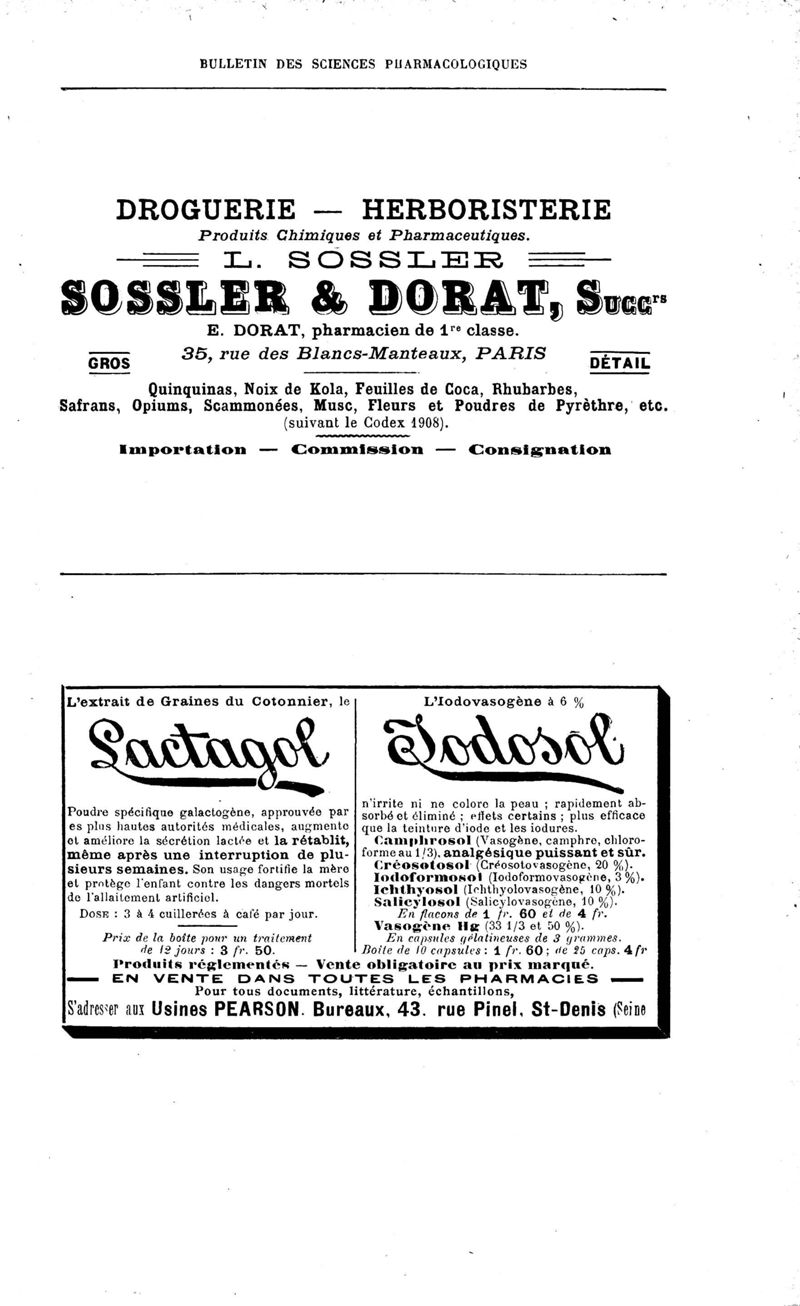 BULLETIN DES SCIENCES PHARMACOLOGIQUES
DROGUERIE — HERBORISTERIE
Produits Chimiques et Pharmaceutiques.
L. SOSSLER
SOSSLER & DORAT, Succrs
E. DORAT, pharmacien de 1re classe.
35, rue des Blancs-Manteaux, PARIS
GROS
DÉTAIL
Quinquinas, Noix de Kola, Feuilles de Coca, Rhubarbes,
Safrans, Opiums, Scammonées, Musc, Fleurs et Poudres de Pyrèthre, etc.
(suivant le Codex 1908).
Importation — Commission — Consignation
L'extrait de Graines du Cotonnier, le
Lactagol
Poudre spécifique galactogène, approuvée par
es plus hautes autorités médicales, augmente
et améliore la sécrétion lactée et la rétablit,
même après une interruption de plu-
sieurs semaines. Son usage fortifie la mère
et protège l'enfant contre les dangers mortels
de l'allaitement artificiel.
DOSE : 3 à 4 cuillerées à café par jour.
Prix de la boîte pour un traitement
de 12 jours : 3 fr. 50.
L'Iodovasogène à 6 %
Iodosol
n'irrite ni ne colore la peau ; rapidement ab-
sorbé et éliminé ; effets certains ; plus efficace
que la teinture d'iode et les iodures.
Camphrosol (Vasogène, camphre, chloro-
forme au 1/3). analgésique puissant et sûr.
Créosotosol (Créosotovasogène, 20 %).
Iodoformosol (Iodoformovasogène, 3 %).
Ichthyosol (Ichthyolovasogène, 10 %).
Salicylosol (Salicylovasogène, 10 %).
En flacons de 1 fr. 60 et de 4 fr.
Vasogène Hg (33 1/3 et 50 %).
En capsules gélatineuses de 3 grammes.
Boîte de 10 capsules : 1 fr. 60 ; de 25 caps. 4 fr
Produits réglementés — Vente obligatoire au prix marqué.
EN VENTE DANS TOUTES LES PHARMACIES
Pour tous documents, littérature, échantillons,
S'adresser aux Usines PEARSON. Bureaux, 43. rue Pinel, St-Denis (Seine